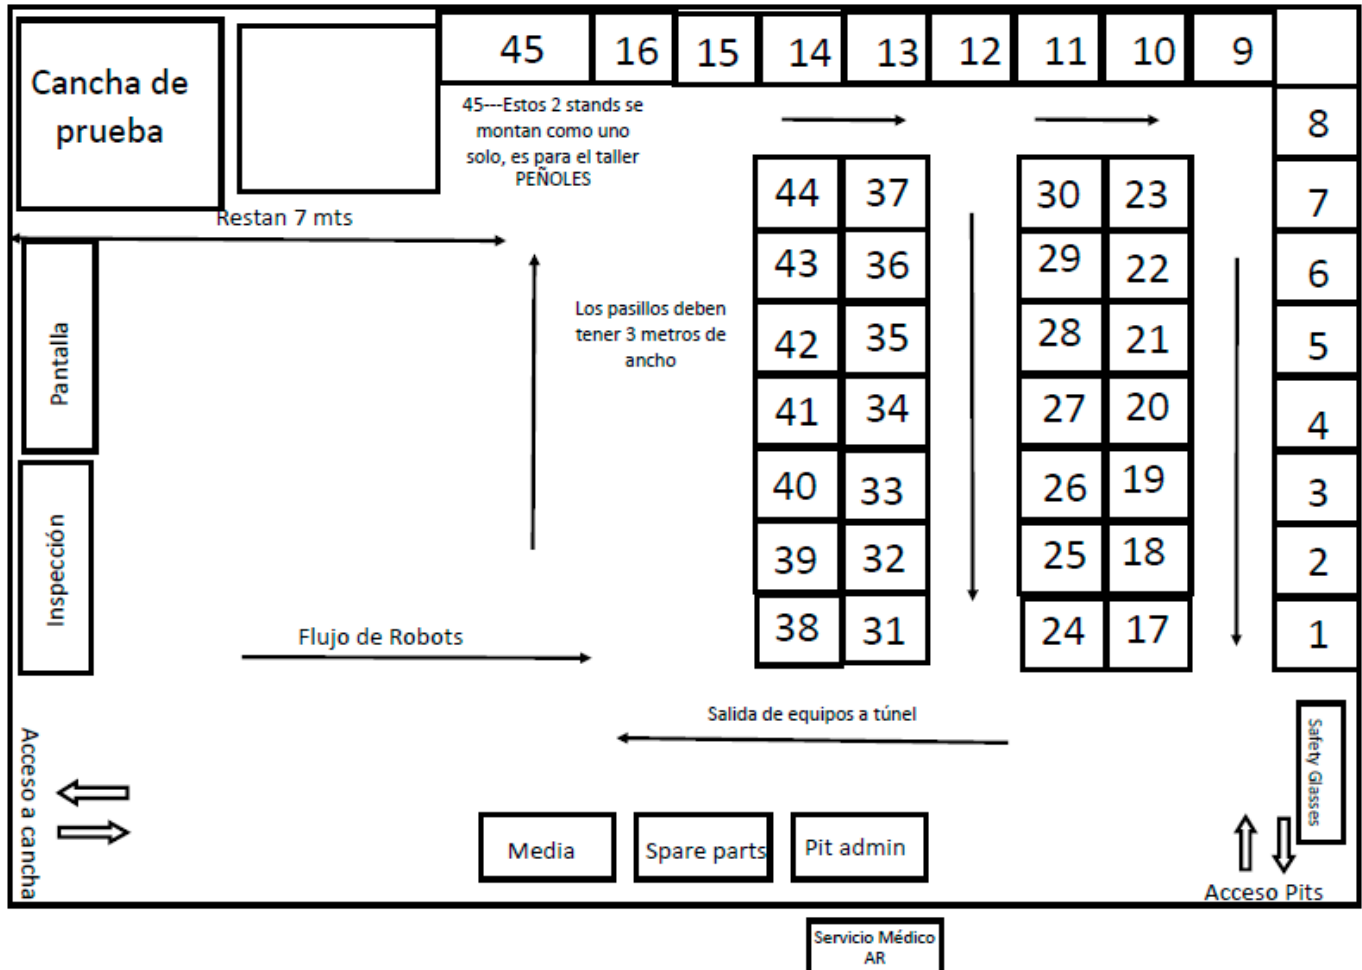 Cancha de
prueba
45
16
15
14
13
12
11
10
9
45---Estos 2 stands se
montan como uno
solo, es para el taller
PEÑOLES
8
44
37
30
23
7
Restan 7 mts
43
36
29
22
6
Los pasillos deben
tener 3 metros de
ancho
Pantalla
42
35
28
21
5
41
34
27
20
4
40
33
26
19
3
Inspección
39
32
25
18
2
38
31
24
17
1
Flujo de Robots
Salida de equipos a túnel
Safety Glasses
Acceso a cancha
Media
Spare parts
Pit admin
Acceso Pits
Servicio Médico
AR